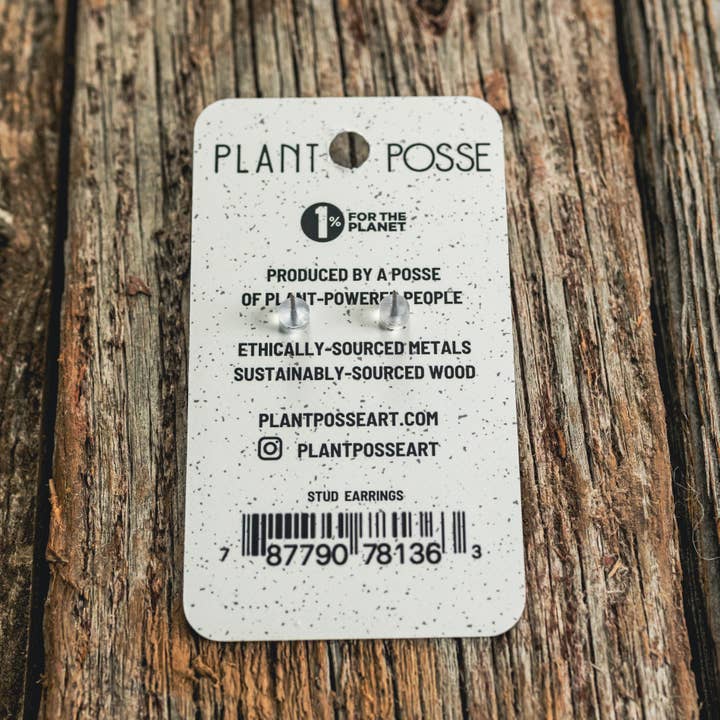 PLANT POSSE
1% FOR THE
PLANET
PRODUCED BY A POSSE
OF PLANT-POWERED PEOPLE
ETHICALLY-SOURCED METALS
SUSTAINABLY-SOURCED WOOD
PLANTPOSSEART.COM
PLANTPOSSEART
STUD EARRINGS
7 87790 78136 3